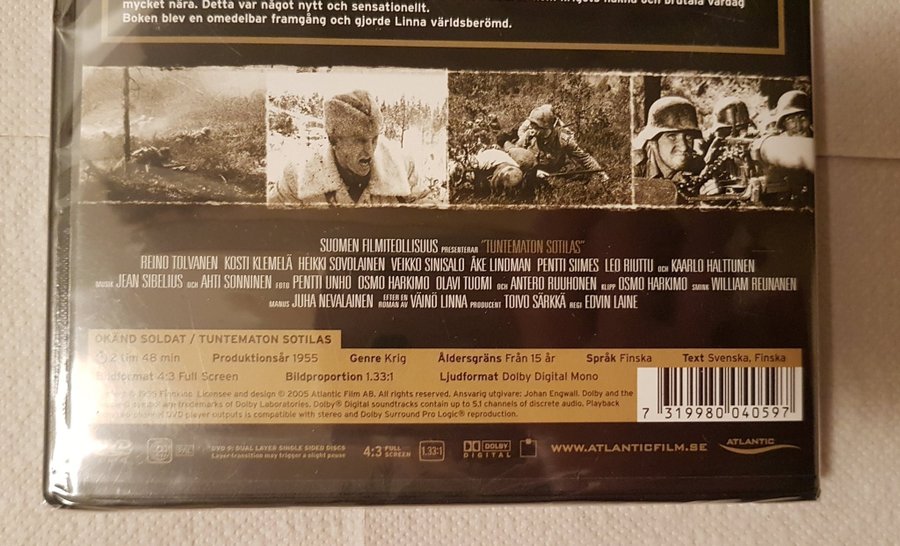 krigets nakna och brutala vardag
mycket nära. Detta var något nytt och sensationellt.
Boken blev en omedelbar framgång och gjorde Linna världsberömd.
SUOMEN FILMITEOLLISUUS PRESENTERAR "TUNTEMATON SOTILAS"
REINO TOLVANEN KOSTI KLEMELÄ HEIKKI SOVOLAINEN VEIKKO SINISALO ÅKE LINDMAN PENTTI SIIMES LEO RIUTTU OCH KAARLO HALTTUNEN
MUSIK JEAN SIBELIUS OCH AHTI SONNINEN FOTO PENTTI UNHO OSMO HARKIMO OLAVI TUOMI OCH ANTERO RUUHONEN KLIPP OSMO HARKIMO SMINK WILLIAM REUNANEN
MANUS JUHA NEVALAINEN EFTER EN ROMAN AV VÄINÖ LINNA PRODUCENT TOIVO SÄRKKÄ REGI EDVIN LAINE
OKÄND SOLDAT / TUNTEMATON SOTILAS
2 tim 48 min Produktionsår 1955 Genre Krig Åldersgräns Från 15 år Språk Finska Text Svenska, Finska
Bildformat 4:3 Full Screen Bildproportion 1.33:1 Ljudformat Dolby Digital Mono
Licensee and design © 2005 Atlantic Film AB. All rights reserved. Ansvarig utgivare: Johan Engwall. Dolby and the
symbol are trademarks of Dolby Laboratories. Dolby® Digital soundtracks contain up to 5.1 channels of discrete audio. Playback
channel DVD player outputs is compatible with stereo and Dolby Surround Pro Logic® reproduction.
7 319980 040597
DVD 9: DUAL LAYER SINGLE SIDED DISCS
Layer transition may trigger a slight pause
4:3 FULL SCREEN 1.33:1 DOLBY DIGITAL WWW.ATLANTICFILM.SE ATLANTIC